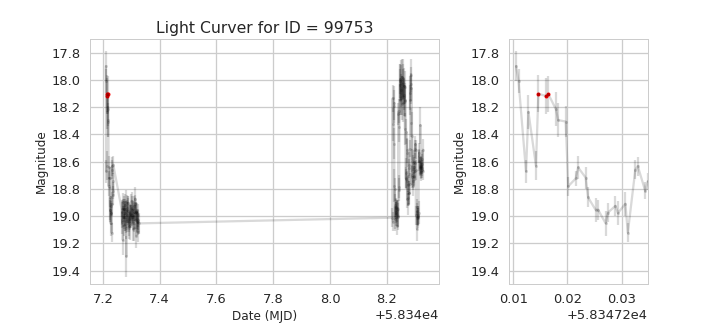 Light Curver for ID = 99753
Magnitude
17.8
18.0
18.2
18.4
18.6
18.8
19.0
19.2
19.4
7.2 7.4 7.6 7.8 8.0 8.2
Date (MJD)
+5.834e4
Magnitude
17.8
18.0
18.2
18.4
18.6
18.8
19.0
19.2
19.4
0.01 0.02 0.03
+5.83472e4